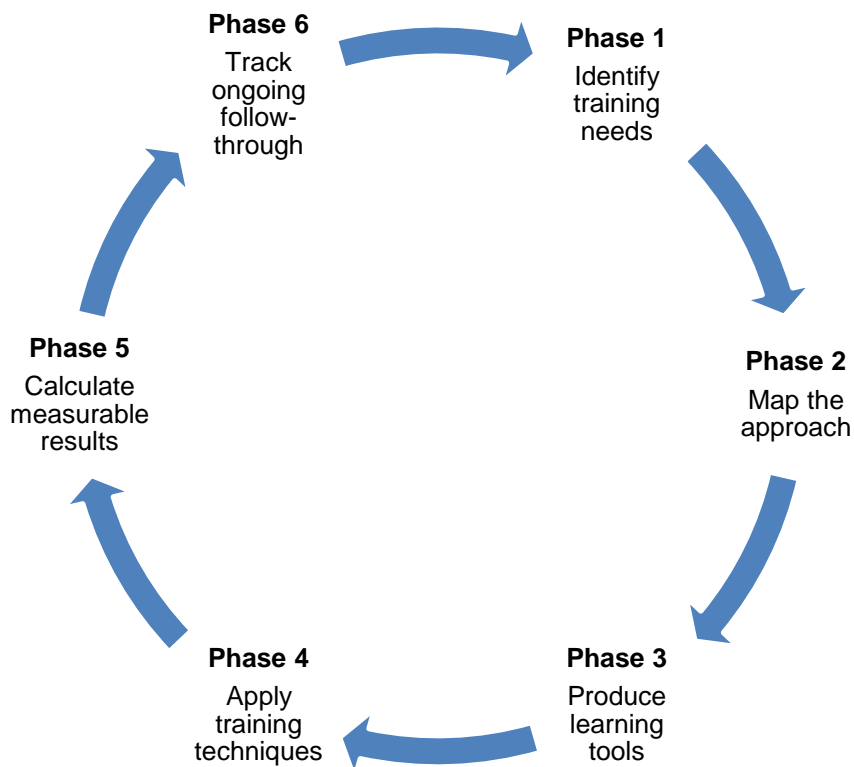 Phase 1
Identify
training
needs
Phase 2
Map the
approach
Phase 3
Produce
learning
tools
Phase 4
Apply
training
techniques
Phase 5
Calculate
measurable
results
Phase 6
Track
ongoing
follow-
through